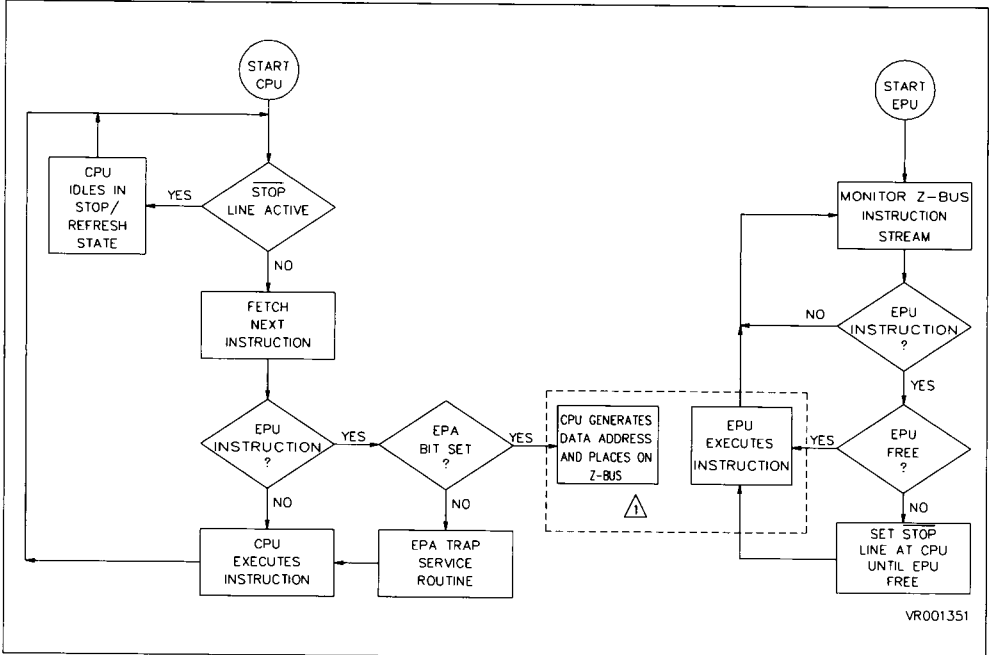 START
CPU
CPU
IDLES IN
STOP/
REFRESH
STATE
YES
STOP
LINE ACTIVE
NO
FETCH
NEXT
INSTRUCTION
EPU
INSTRUCTION
?
YES
NO
EPA
BIT SET
?
YES
NO
CPU
EXECUTES
INSTRUCTION
EPA TRAP
SERVICE
ROUTINE
CPU GENERATES
DATA ADDRESS
AND PLACES ON
Z-BUS
1
EPU
EXECUTES
INSTRUCTION
START
EPU
MONITOR Z-BUS
INSTRUCTION
STREAM
NO
EPU
INSTRUCTION
?
YES
YES
EPU
FREE
?
NO
SET STOP
LINE AT CPU
UNTIL EPU
FREE
VR001351